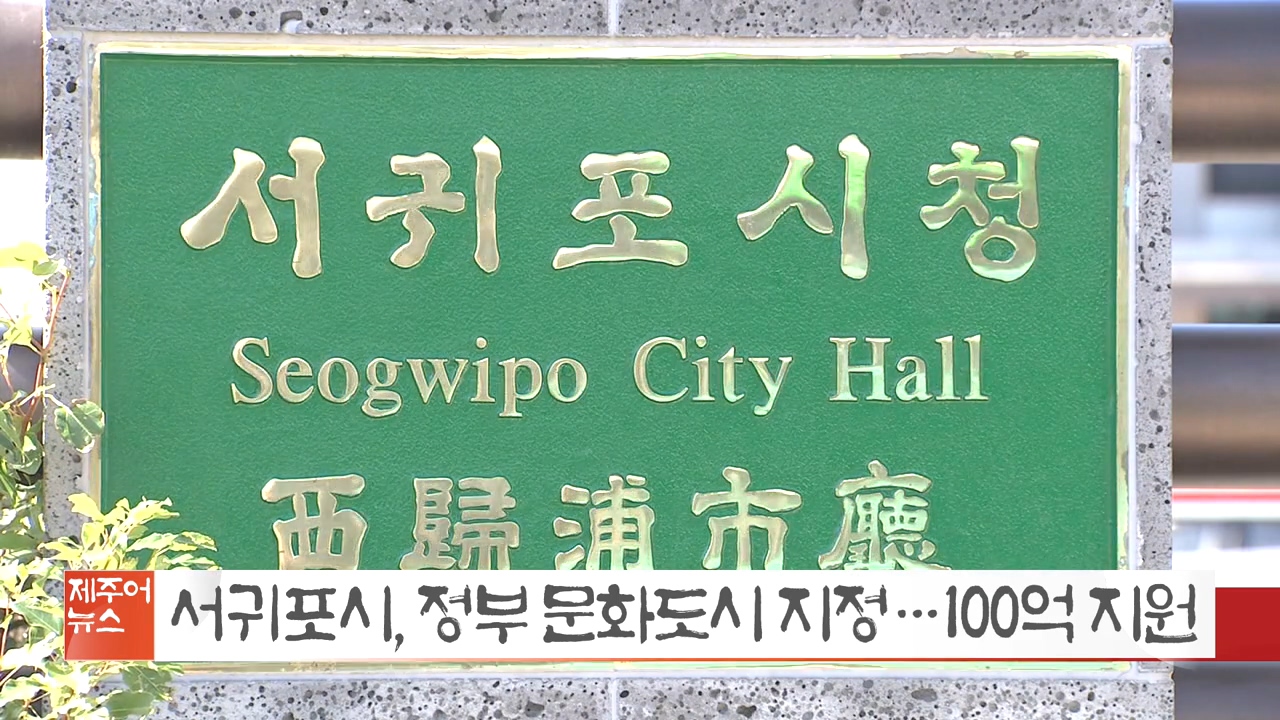 서귀포시청
Seogwipo City Hall
西歸浦市廳
제주어
뉴스
서귀포시, 정부 문화도시 지정…100억 지원